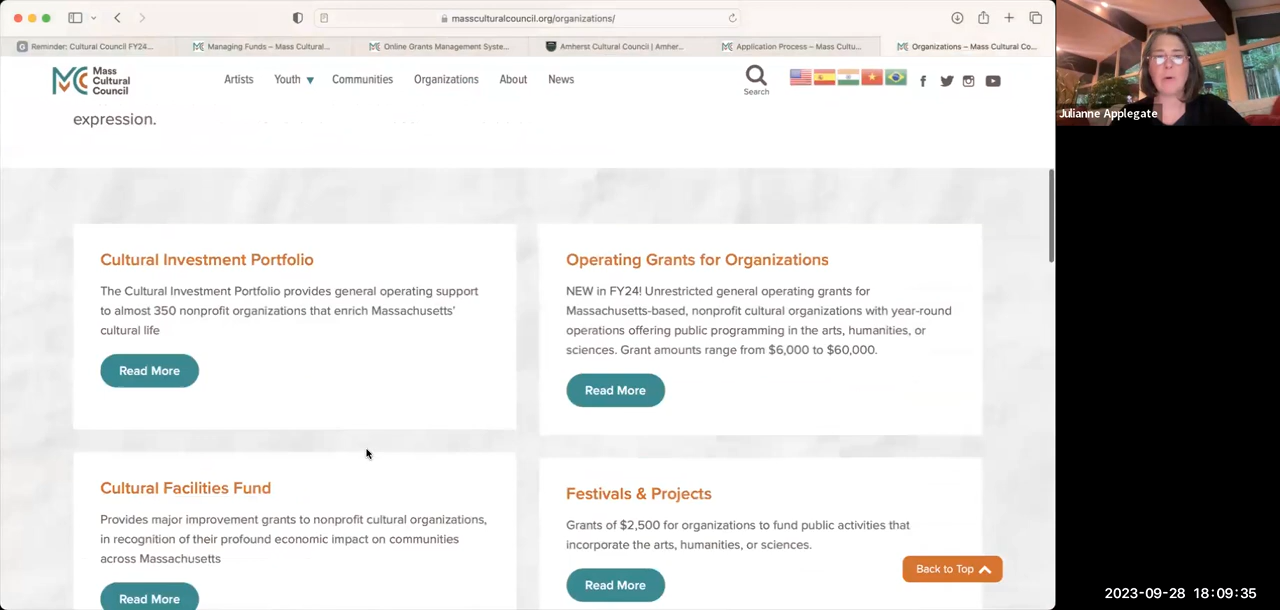 massculturalcouncil.org/organizations/
Reminder: Cultural Council FY24...
Managing Funds – Mass Cultural...
Online Grants Management Syste...
Amherst Cultural Council | Amher...
Application Process – Mass Cultu...
Organizations – Mass Cultural Co...
Mass
Cultural
Council
Artists
Youth
Communities
Organizations
About
News
Search
expression.
Cultural Investment Portfolio
The Cultural Investment Portfolio provides general operating support
to almost 350 nonprofit organizations that enrich Massachusetts'
cultural life
Read More
Operating Grants for Organizations
NEW in FY24! Unrestricted general operating grants for
Massachusetts-based, nonprofit cultural organizations with year-round
operations offering public programming in the arts, humanities, or
sciences. Grant amounts range from $6,000 to $60,000.
Read More
Cultural Facilities Fund
Provides major improvement grants to nonprofit cultural organizations,
in recognition of their profound economic impact on communities
across Massachusetts
Read More
Festivals & Projects
Grants of $2,500 for organizations to fund public activities that
incorporate the arts, humanities, or sciences.
Read More
Back to Top
Julianne Applegate
2023-09-28 18:09:35